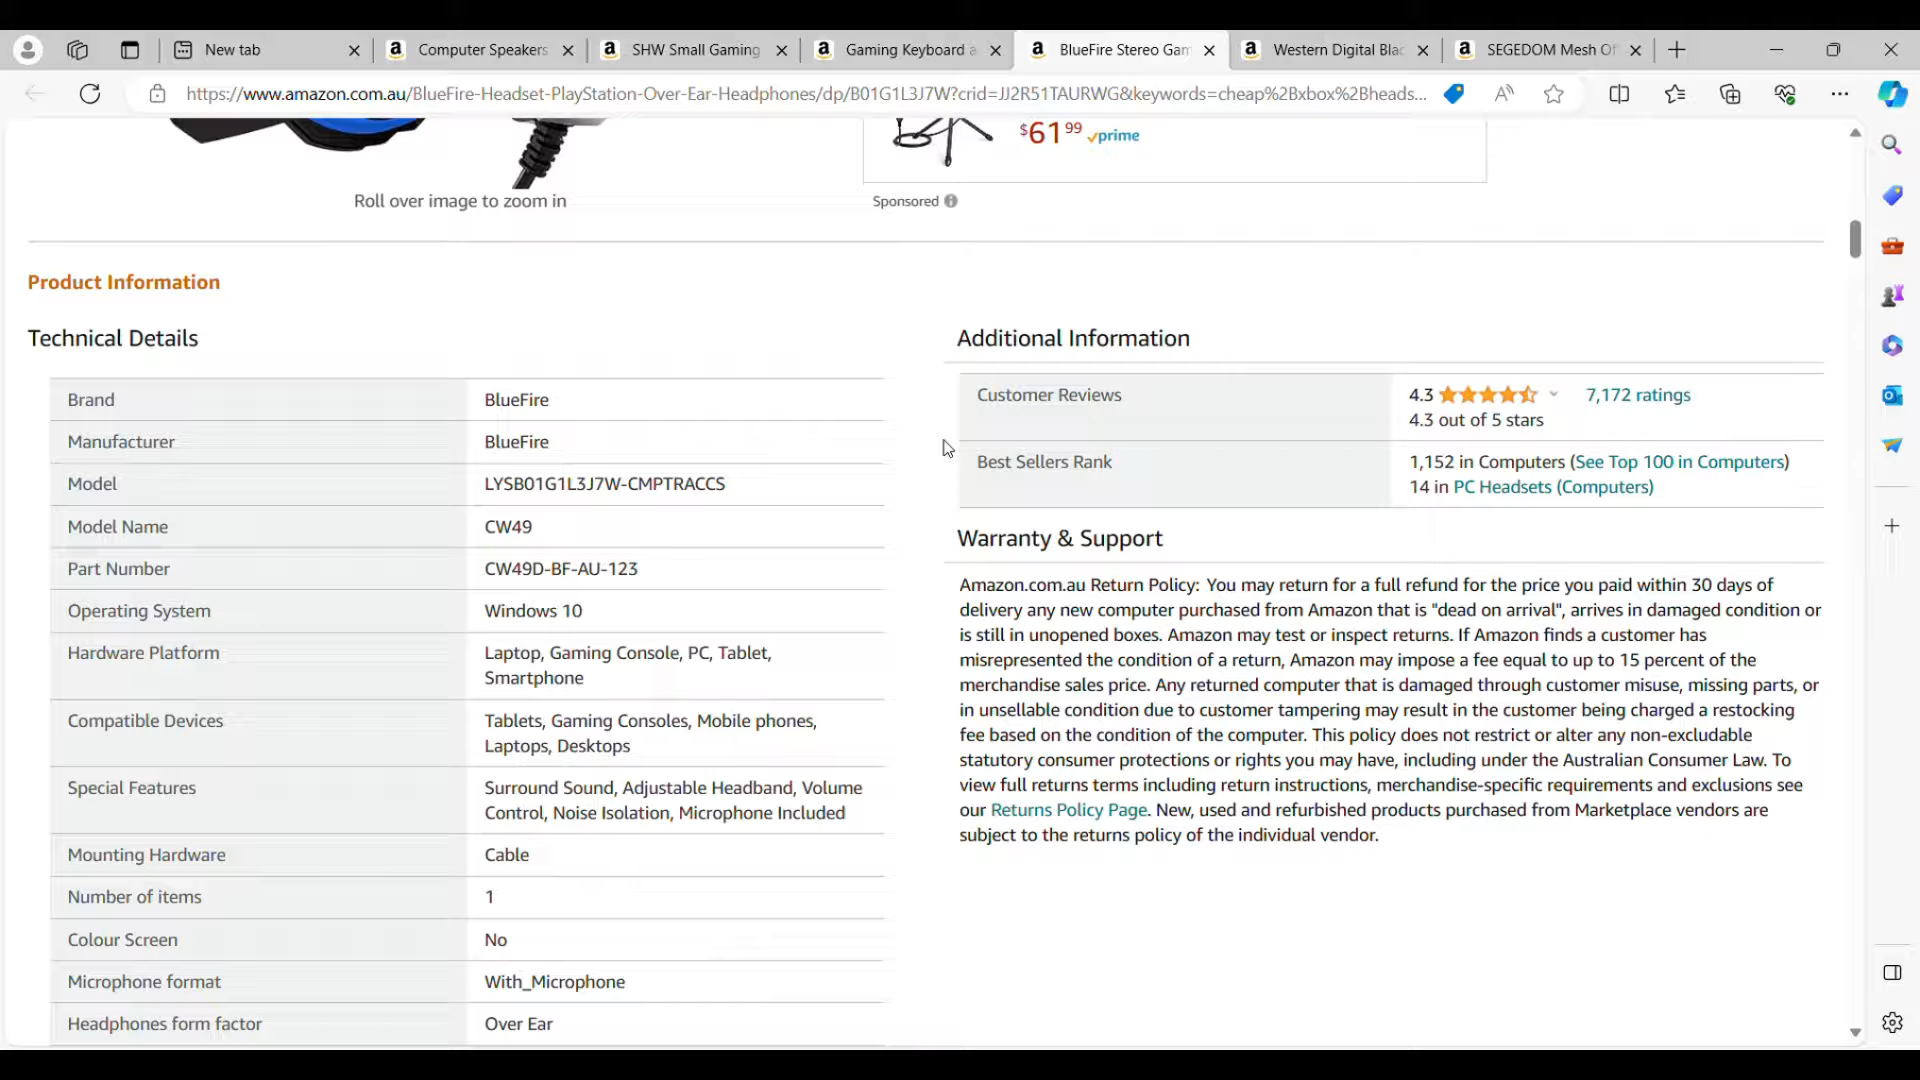 New tab
Computer Speakers
SHW Small Gaming
Gaming Keyboard a
BlueFire Stereo Gam
Western Digital Blac
SEGEDOM Mesh Of
https://www.amazon.com.au/BlueFire-Headset-PlayStation-Over-Ear-Headphones/dp/B01G1L3J7W?crid=JJ2R51TAURWG&keywords=cheap%2Bxbox%2Bheads...
$61 99 prime
Roll over image to zoom in
Sponsored
Product Information
Technical Details
Brand BlueFire
Manufacturer BlueFire
Model LYSB01G1L3J7W-CMPTRACCS
Model Name CW49
Part Number CW49D-BF-AU-123
Operating System Windows 10
Hardware Platform Laptop, Gaming Console, PC, Tablet,
Smartphone
Compatible Devices Tablets, Gaming Consoles, Mobile phones,
Laptops, Desktops
Special Features Surround Sound, Adjustable Headband, Volume
Control, Noise Isolation, Microphone Included
Mounting Hardware Cable
Number of items 1
Colour Screen No
Microphone format With_Microphone
Headphones form factor Over Ear
Additional Information
Customer Reviews 4.3 7,172 ratings
4.3 out of 5 stars
Best Sellers Rank 1,152 in Computers (See Top 100 in Computers)
14 in PC Headsets (Computers)
Warranty & Support
Amazon.com.au Return Policy: You may return for a full refund for the price you paid within 30 days of
delivery any new computer purchased from Amazon that is "dead on arrival", arrives in damaged condition or
is still in unopened boxes. Amazon may test or inspect returns. If Amazon finds a customer has
misrepresented the condition of a return, Amazon may impose a fee equal to up to 15 percent of the
merchandise sales price. Any returned computer that is damaged through customer misuse, missing parts, or
in unsellable condition due to customer tampering may result in the customer being charged a restocking
fee based on the condition of the computer. This policy does not restrict or alter any non-excludable
statutory consumer protections or rights you may have, including under the Australian Consumer Law. To
view full returns terms including return instructions, merchandise-specific requirements and exclusions see
our Returns Policy Page. New, used and refurbished products purchased from Marketplace vendors are
subject to the returns policy of the individual vendor.